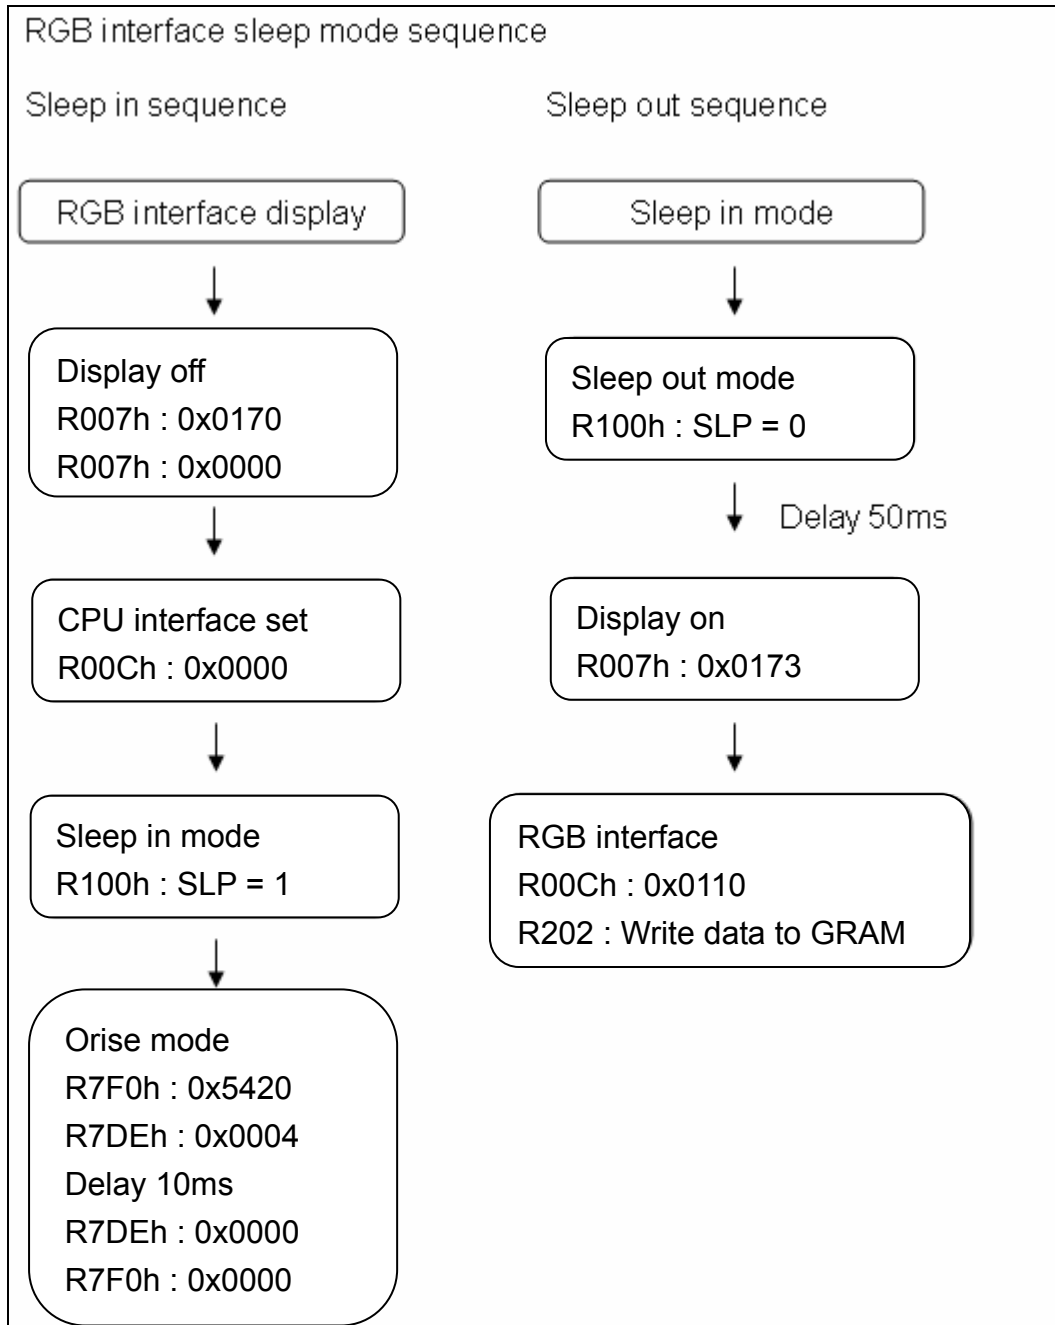 RGB interface sleep mode sequence
Sleep in sequence
RGB interface display
Display off
R007h : 0x0170
R007h : 0x0000
CPU interface set
R00Ch : 0x0000
Sleep in mode
R100h : SLP = 1
Orise mode
R7F0h : 0x5420
R7DEh : 0x0004
Delay 10ms
R7DEh : 0x0000
R7F0h : 0x0000
Sleep out sequence
Sleep in mode
Sleep out mode
R100h : SLP = 0
Delay 50ms
Display on
R007h : 0x0173
RGB interface
R00Ch : 0x0110
R202 : Write data to GRAM